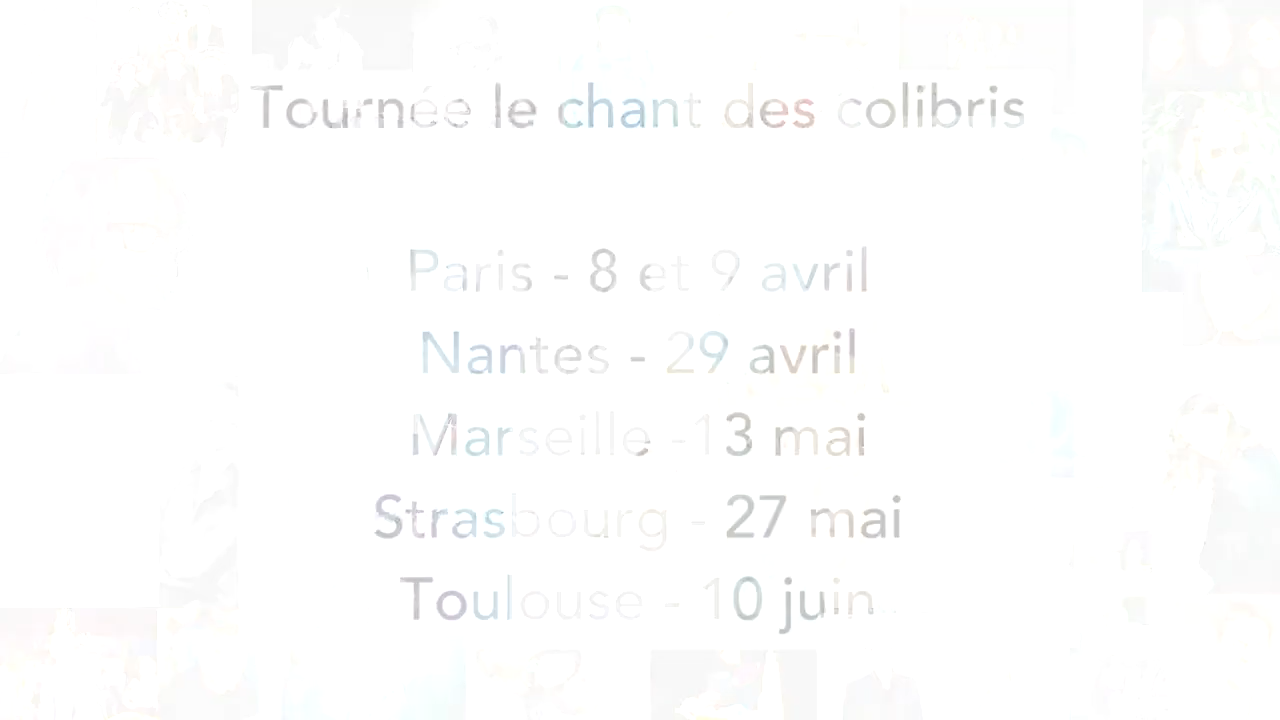 Tournée le chant des colibris
Paris - 8 et 9 avril
Nantes - 29 avril
Marseille -13 mai
Strasbourg - 27 mai
Toulouse - 10 juin